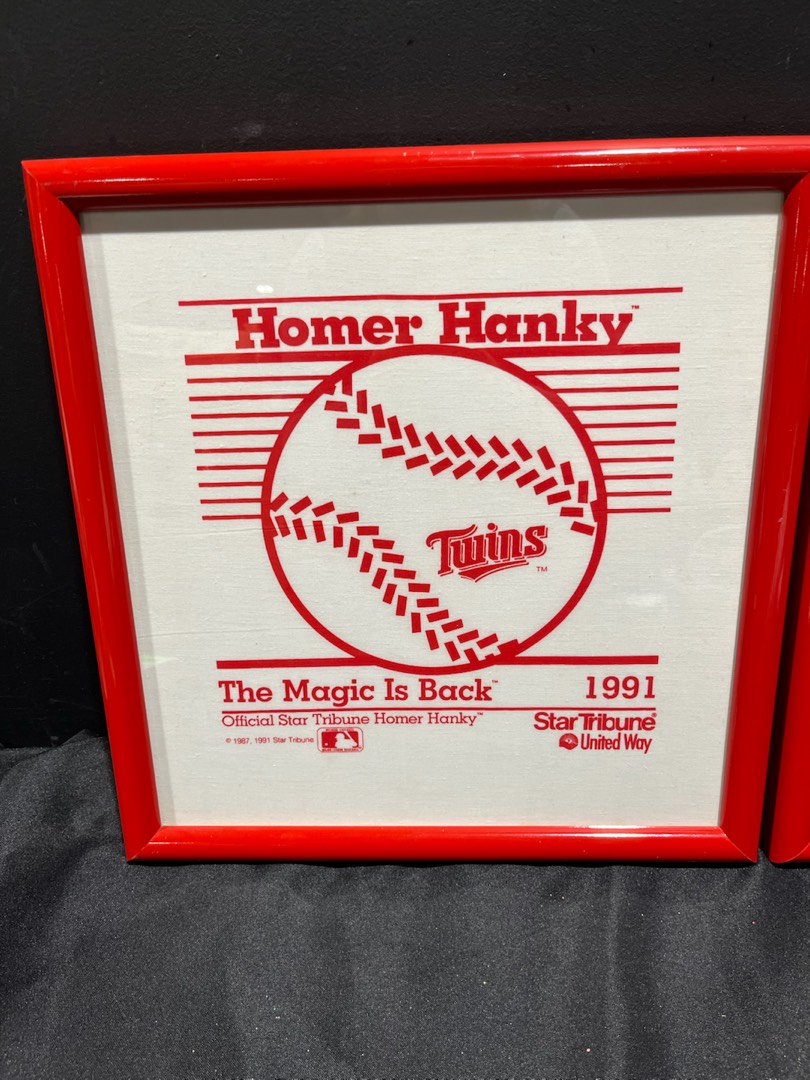 Homer Hanky™
Twins
TM
The Magic Is Back™ 1991
Official Star Tribune Homer Hanky™
Star Tribune®
© 1987, 1991 Star Tribune
United Way